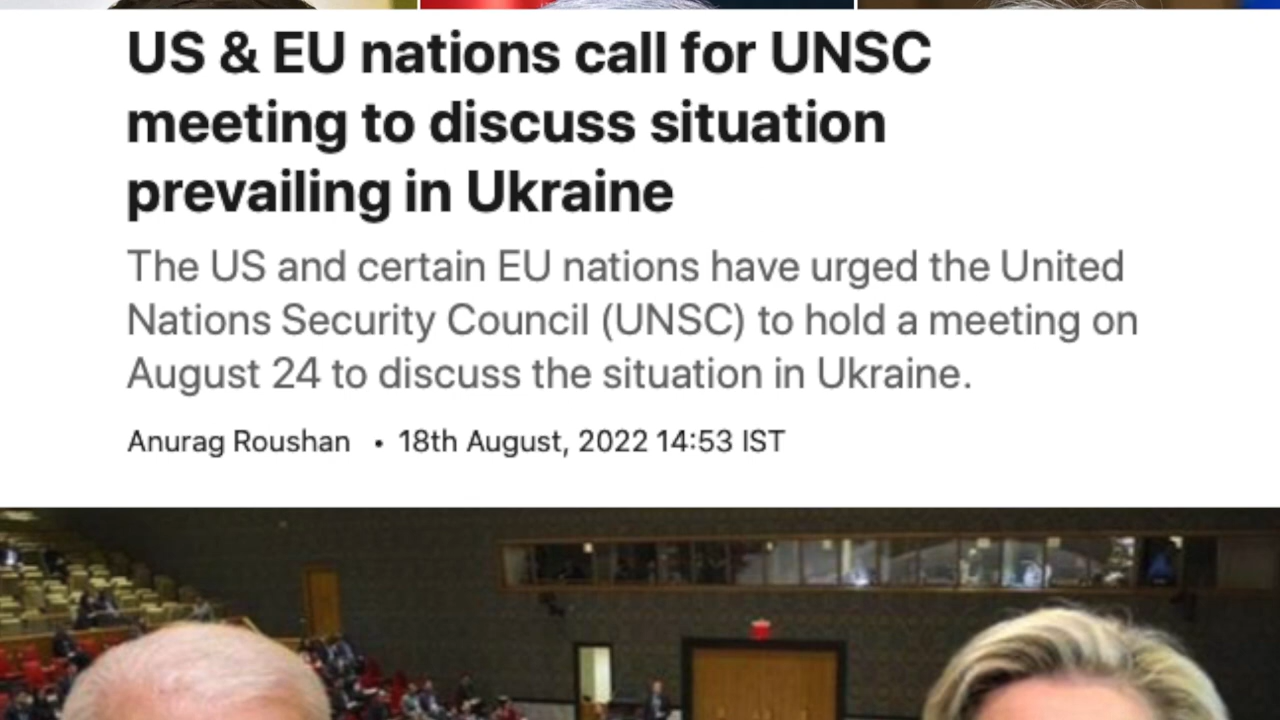 US & EU nations call for UNSC
meeting to discuss situation
prevailing in Ukraine
The US and certain EU nations have urged the United
Nations Security Council (UNSC) to hold a meeting on
August 24 to discuss the situation in Ukraine.
Anurag Roushan • 18th August, 2022 14:53 IST